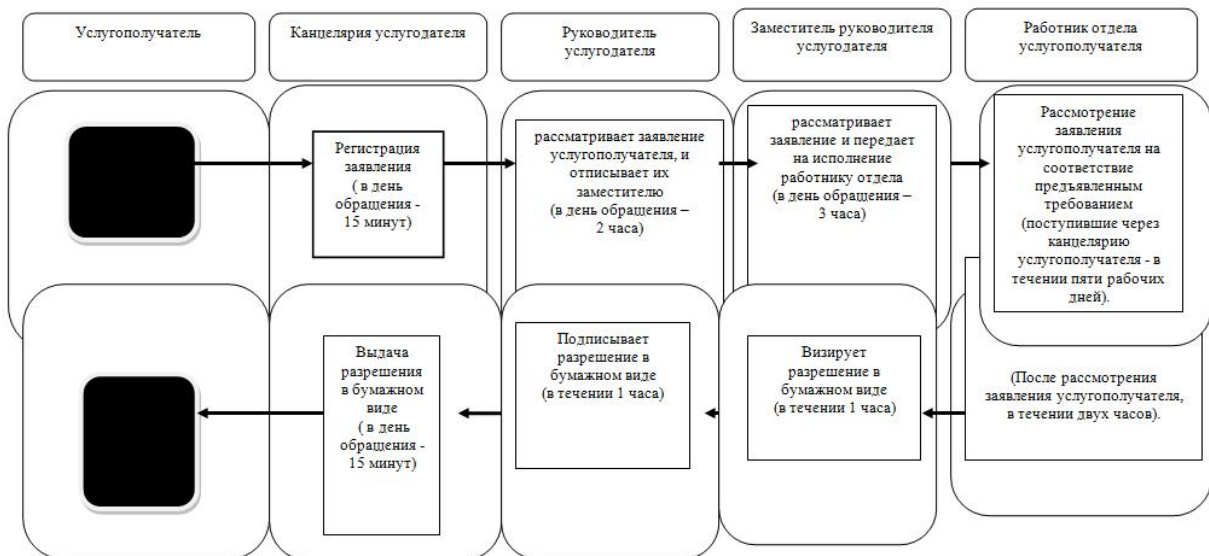 Услугополучатель
Канцелярия услугодателя
Руководитель
услугодателя
Заместитель руководителя
услугодателя
Работник отдела
услугополучателя
Регистрация
заявления
( в день
обращения -
15 минут)
рассматривает заявление
услугополучателя, и
отписывает их
заместителю
(в день обращения –
2 часа)
рассматривает
заявление и передает
на исполнение
работнику отдела
(в день обращения –
3 часа)
Рассмотрение
заявления
услугополучателя на
соответствие
предъявленным
требованием
(поступившие через
канцелярию
услугополучателя - в
течении пяти рабочих
дней).
Выдача
разрешения
в бумажном
виде
( в день
обращения -
15 минут)
Подписывает
разрешение в
бумажном виде
(в течении 1 часа)
Визирует
разрешение в
бумажном виде
(в течении 1 часа)
(После рассмотрения
заявления услугополучателя,
в течении двух часов).